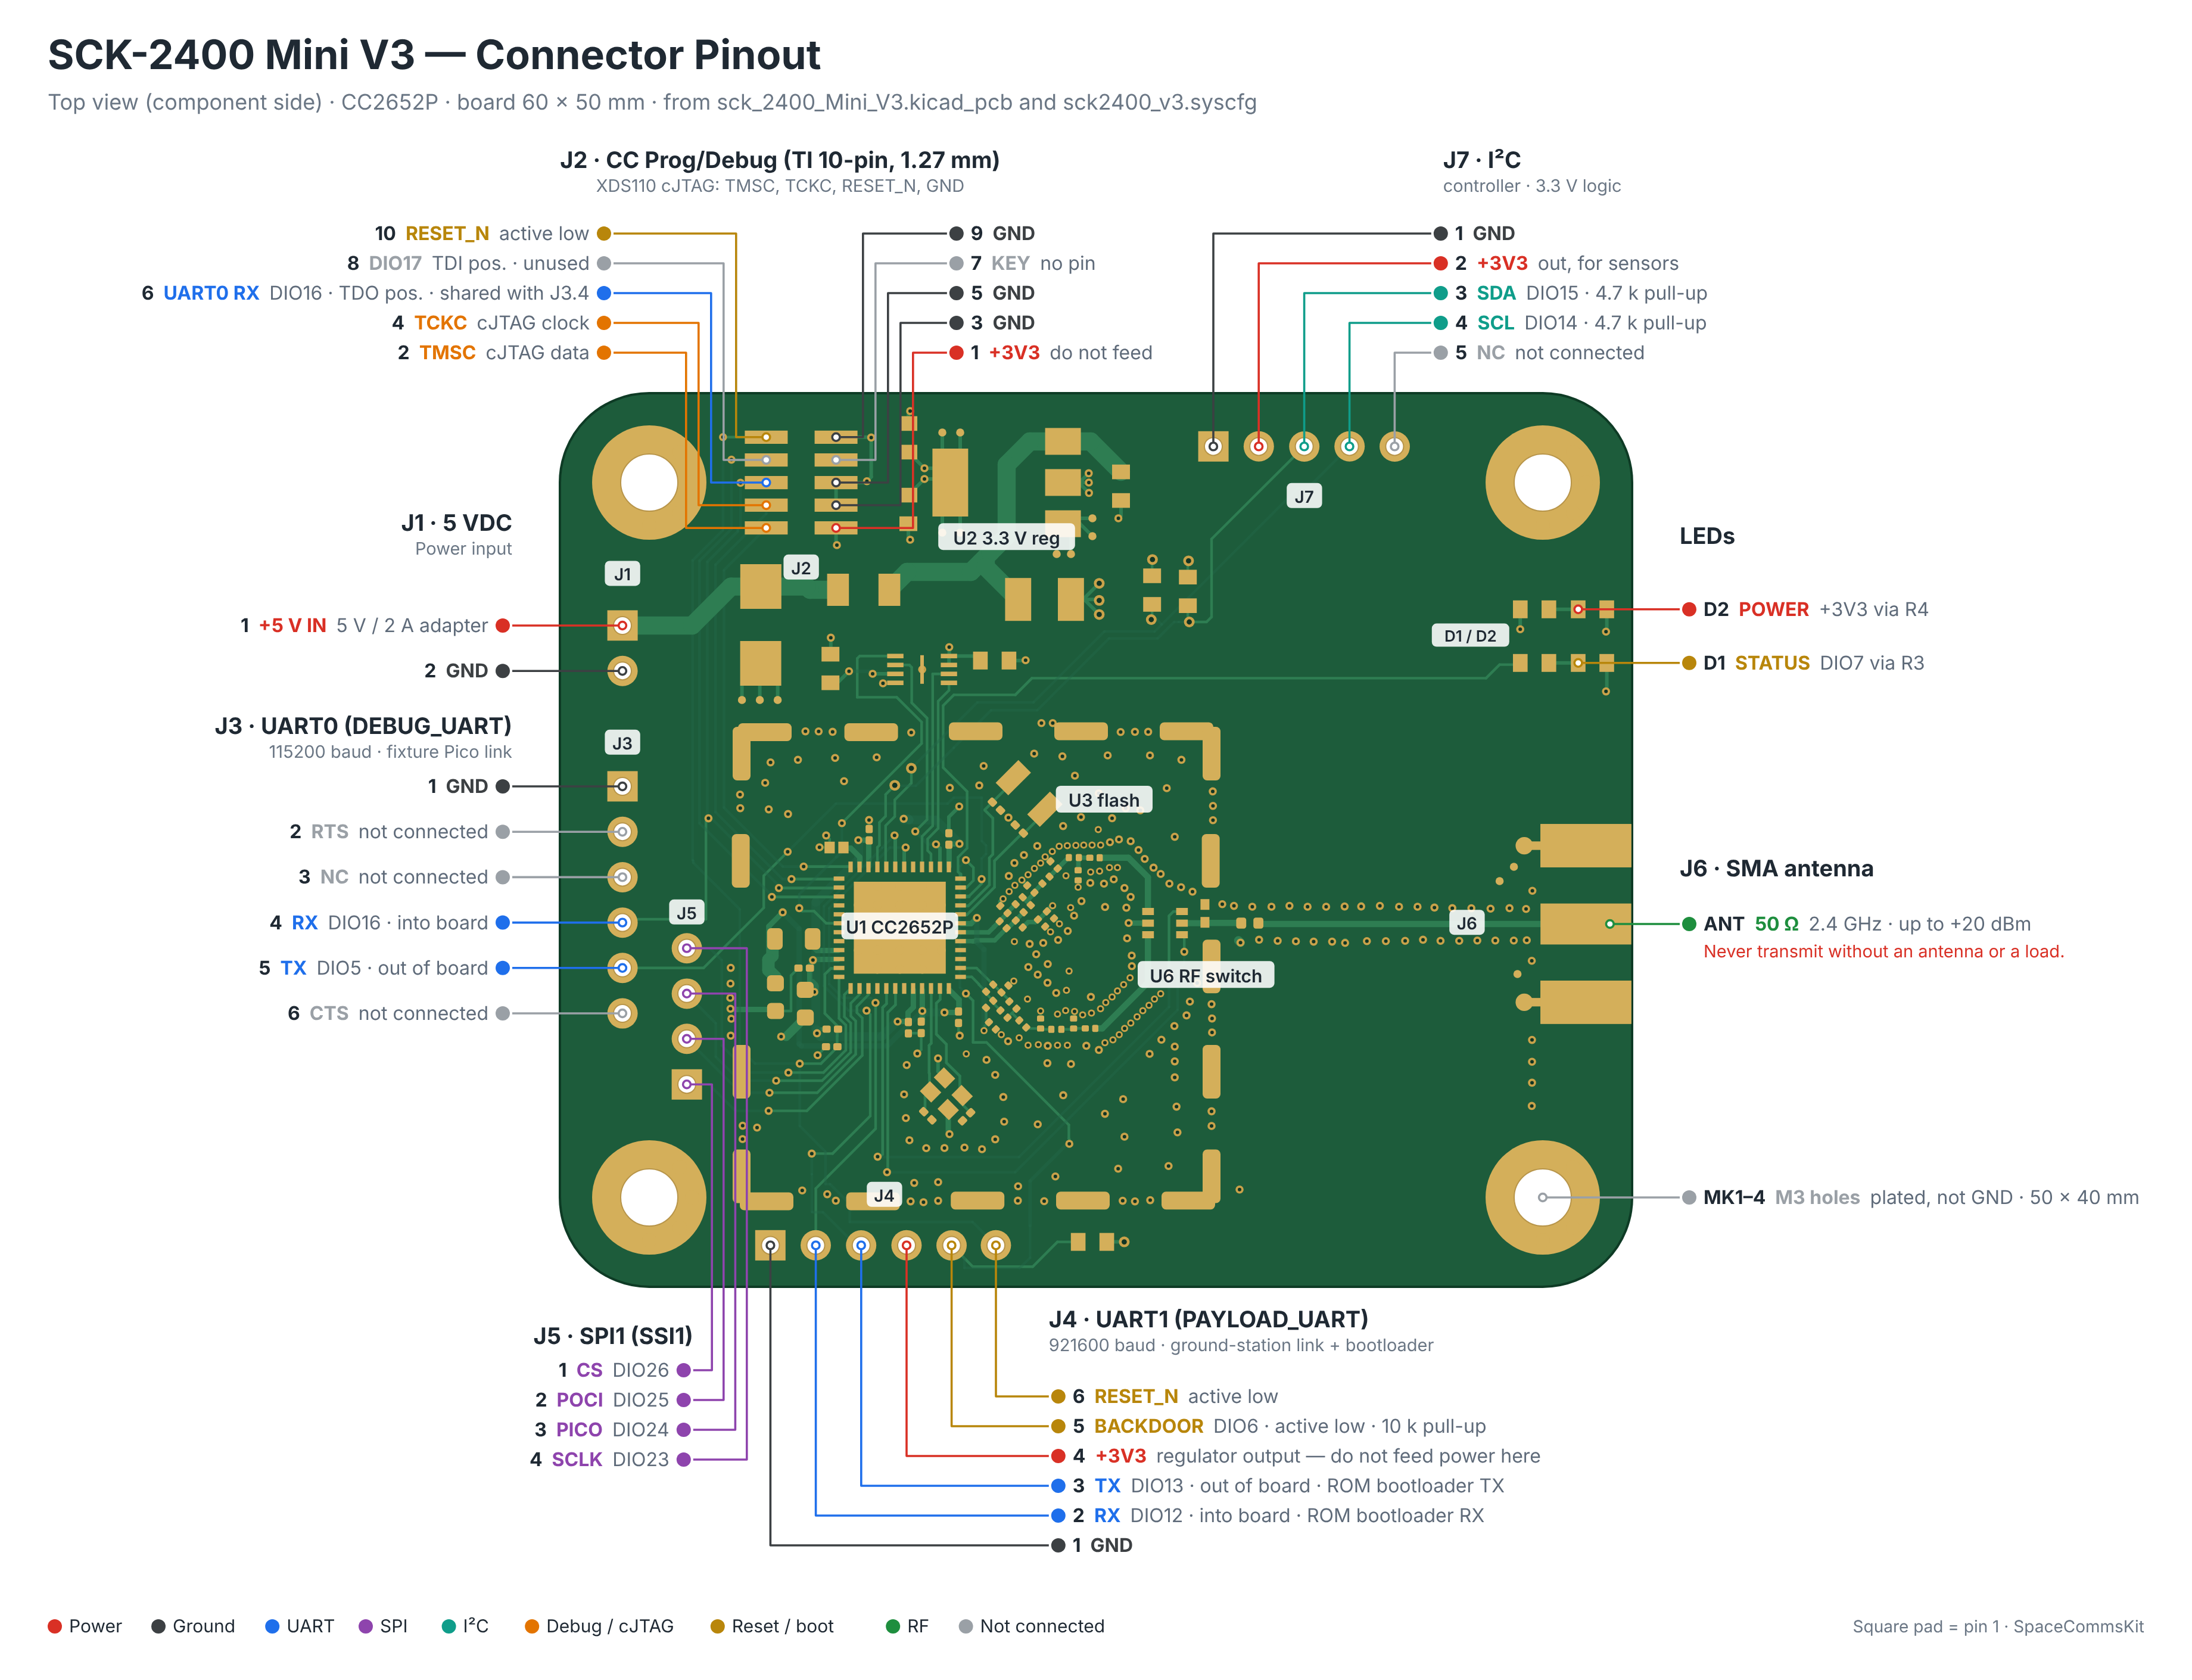 SCK-2400 Mini V3 — Connector Pinout
Top view (component side) · CC2652P · board 60 × 50 mm · from sck_2400_Mini_V3.kicad_pcb and sck2400_v3.syscfg
J2 · CC Prog/Debug (TI 10-pin, 1.27 mm)
XDS110 cJTAG: TMSC, TCKC, RESET_N, GND
10 RESET_N active low
8 DIO17 TDI pos. · unused
6 UART0 RX DIO16 · TDO pos. · shared with J3.4
4 TCKC cJTAG clock
2 TMSC cJTAG data
9 GND
7 KEY no pin
5 GND
3 GND
1 +3V3 do not feed
J7 · I²C
controller · 3.3 V logic
1 GND
2 +3V3 out, for sensors
3 SDA DIO15 · 4.7 k pull-up
4 SCL DIO14 · 4.7 k pull-up
5 NC not connected
J1 · 5 VDC
Power input
1 +5 V IN 5 V / 2 A adapter
2 GND
J3 · UART0 (DEBUG_UART)
115200 baud · fixture Pico link
1 GND
2 RTS not connected
3 NC not connected
4 RX DIO16 · into board
5 TX DIO5 · out of board
6 CTS not connected
J7
U2 3.3 V reg
J2
J1
D1 / D2
J3
U3 flash
J5
U1 CC2652P
J6
U6 RF switch
J4
LEDs
D2 POWER +3V3 via R4
D1 STATUS DIO7 via R3
J6 · SMA antenna
ANT 50 Ω 2.4 GHz · up to +20 dBm
Never transmit without an antenna or a load.
MK1–4 M3 holes plated, not GND · 50 × 40 mm
J5 · SPI1 (SSI1)
1 CS DIO26
2 POCI DIO25
3 PICO DIO24
4 SCLK DIO23
J4 · UART1 (PAYLOAD_UART)
921600 baud · ground-station link + bootloader
6 RESET_N active low
5 BACKDOOR DIO6 · active low · 10 k pull-up
4 +3V3 regulator output — do not feed power here
3 TX DIO13 · out of board · ROM bootloader TX
2 RX DIO12 · into board · ROM bootloader RX
1 GND
Power Ground UART SPI I²C Debug / cJTAG Reset / boot RF Not connected
Square pad = pin 1 · SpaceCommsKit